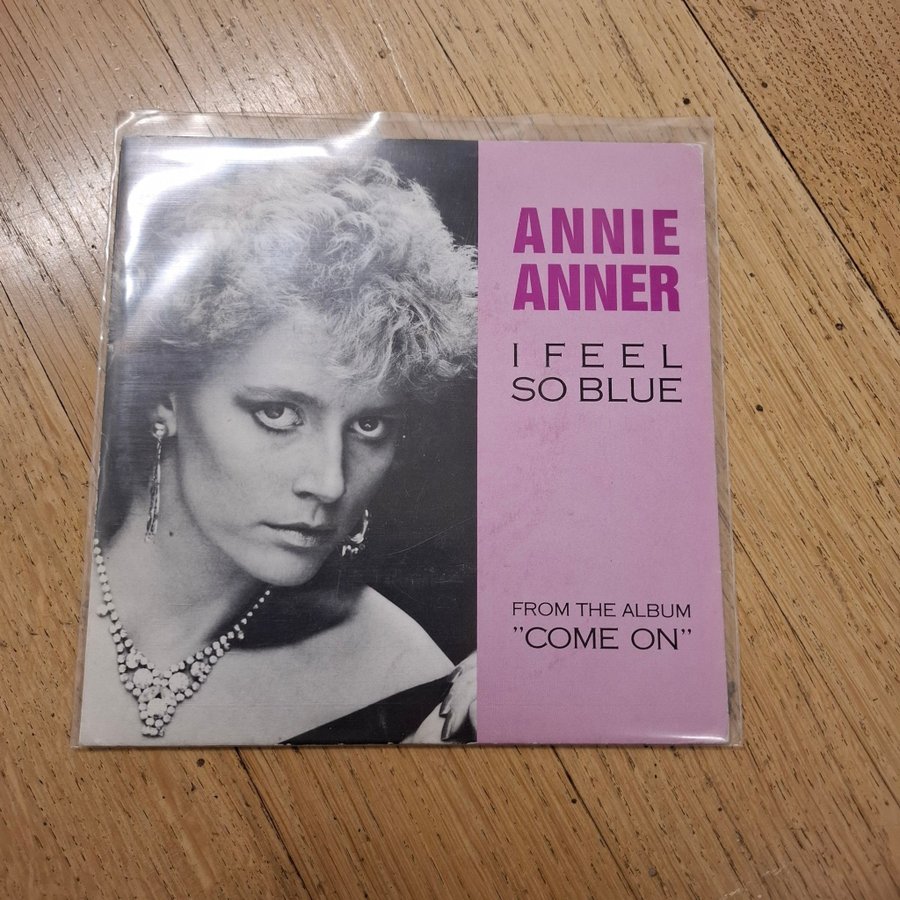 ANNIE
ANNER
I FEEL
SO BLUE
FROM THE ALBUM
"COME ON"